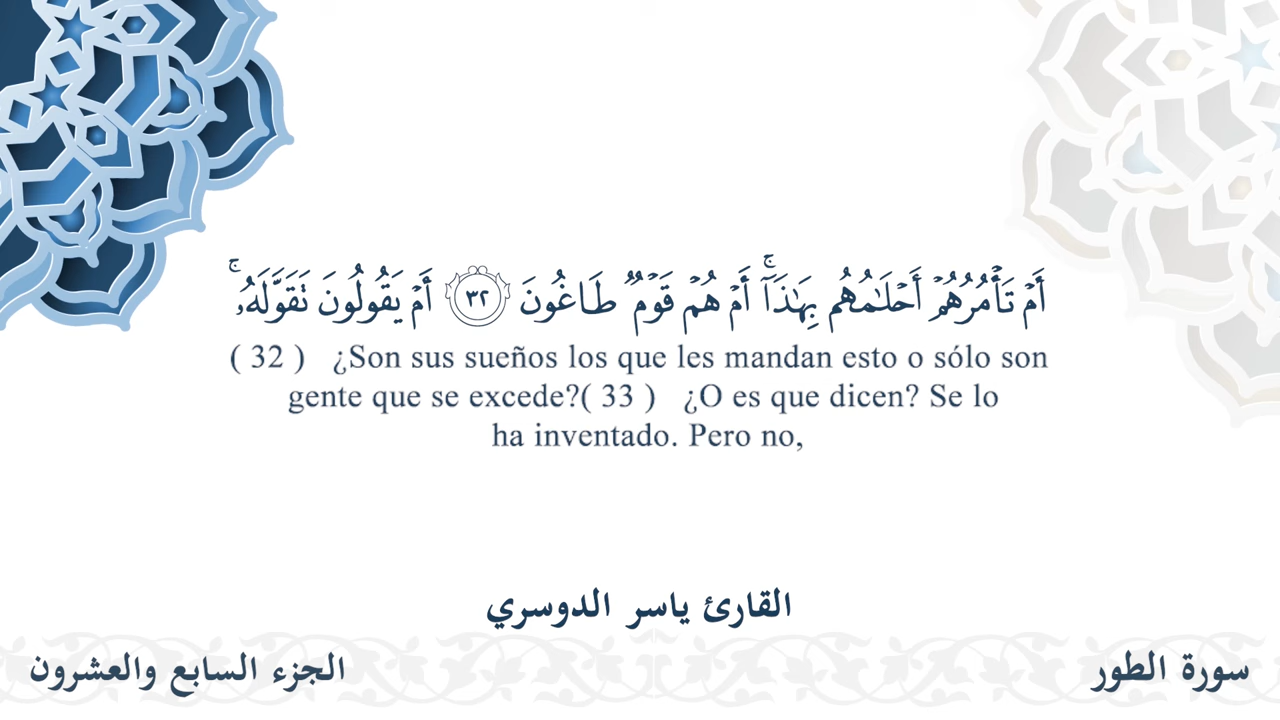 أَمۡ تَأۡمُرُهُمۡ أَحۡلَٰمُهُم بِهَٰذَآۚ أَمۡ هُمۡ قَوۡمٞ طَاغُونَ ٣٢ أَمۡ يَقُولُونَ تَقَوَّلَهُۥۚ
( 32 ) ¿Son sus sueños los que les mandan esto o sólo son
gente que se excede?( 33 ) ¿O es que dicen? Se lo
ha inventado. Pero no,
القارئ ياسر الدوسري
سورة الطور
الجزء السابع والعشرون